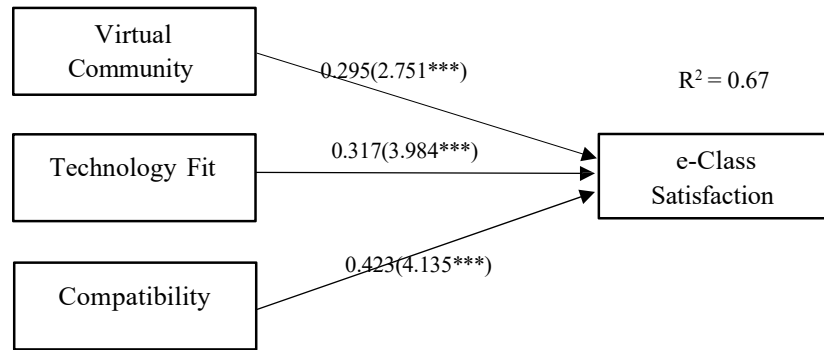 Virtual
Community
0.295(2.751***)
R² = 0.67
Technology Fit
0.317(3.984***)
e-Class
Satisfaction
Compatibility
0.423(4.135***)